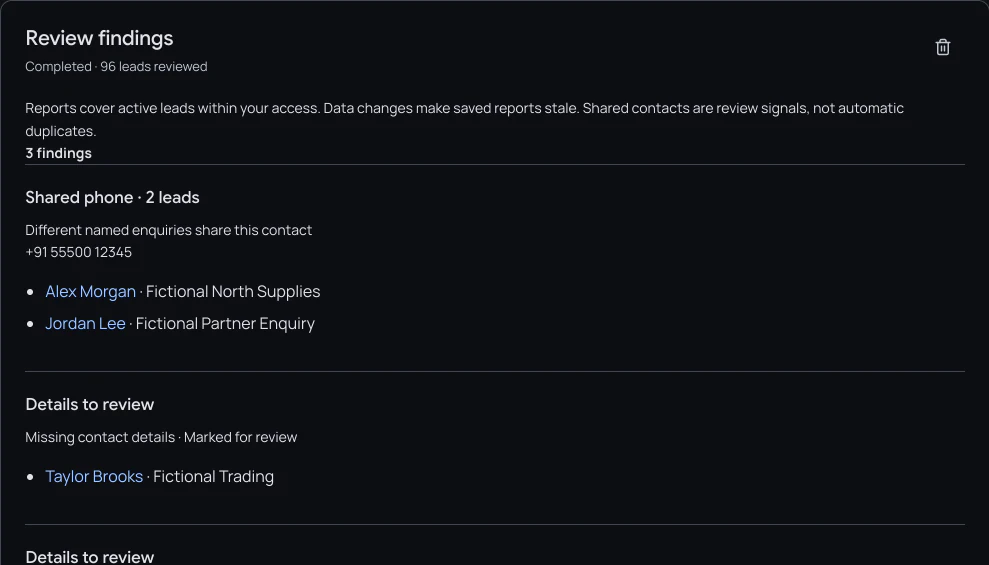 Review findings
Completed · 96 leads reviewed
Reports cover active leads within your access. Data changes make saved reports stale. Shared contacts are review signals, not automatic
duplicates.
3 findings
Shared phone · 2 leads
Different named enquiries share this contact
+91 55500 12345
Alex Morgan · Fictional North Supplies
Jordan Lee · Fictional Partner Enquiry
Details to review
Missing contact details · Marked for review
Taylor Brooks · Fictional Trading
Details to review